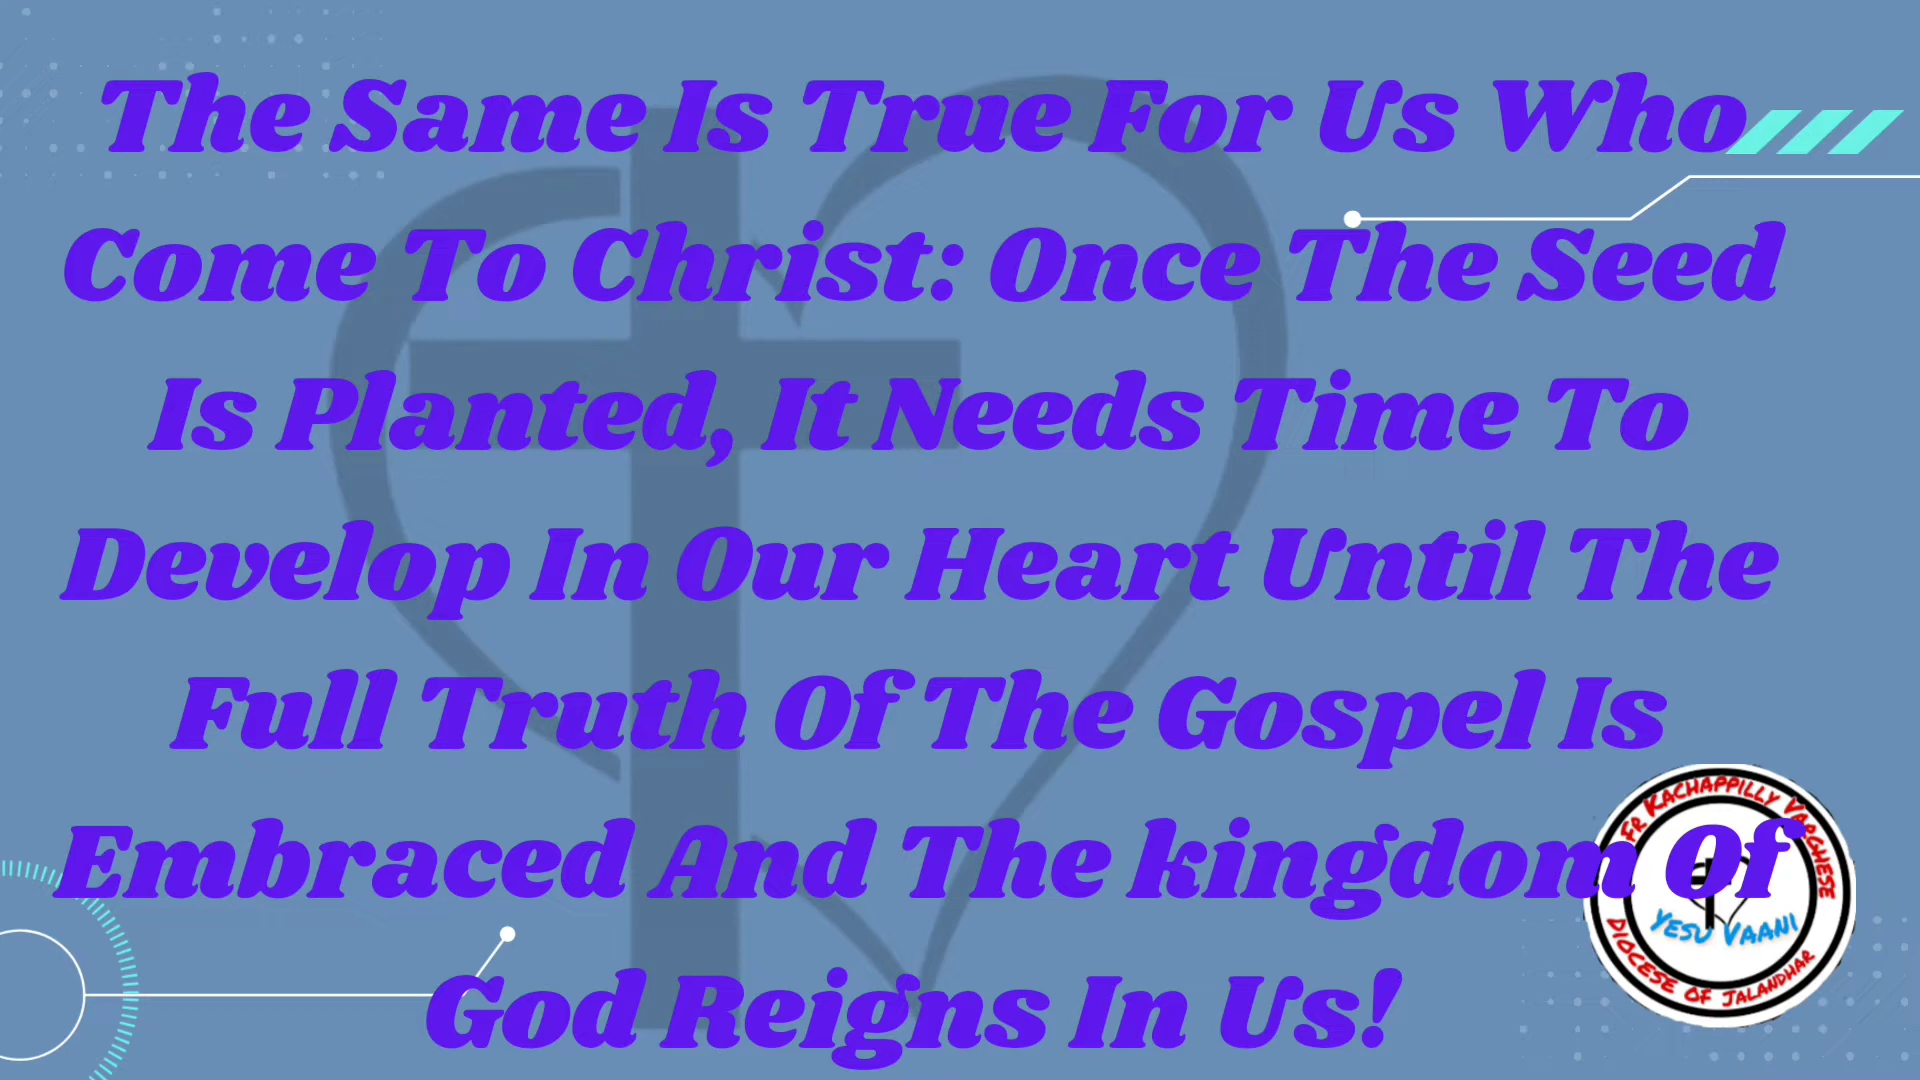 The Same Is True For Us Who
Come To Christ: Once The Seed
Is Planted, It Needs Time To
Develop In Our Heart Until The
Full Truth Of The Gospel Is
Embraced And The kingdom Of
God Reigns In Us!
Fr Kachappilly Varghese
Yesu Vaani
Diocese Of Jalandhar